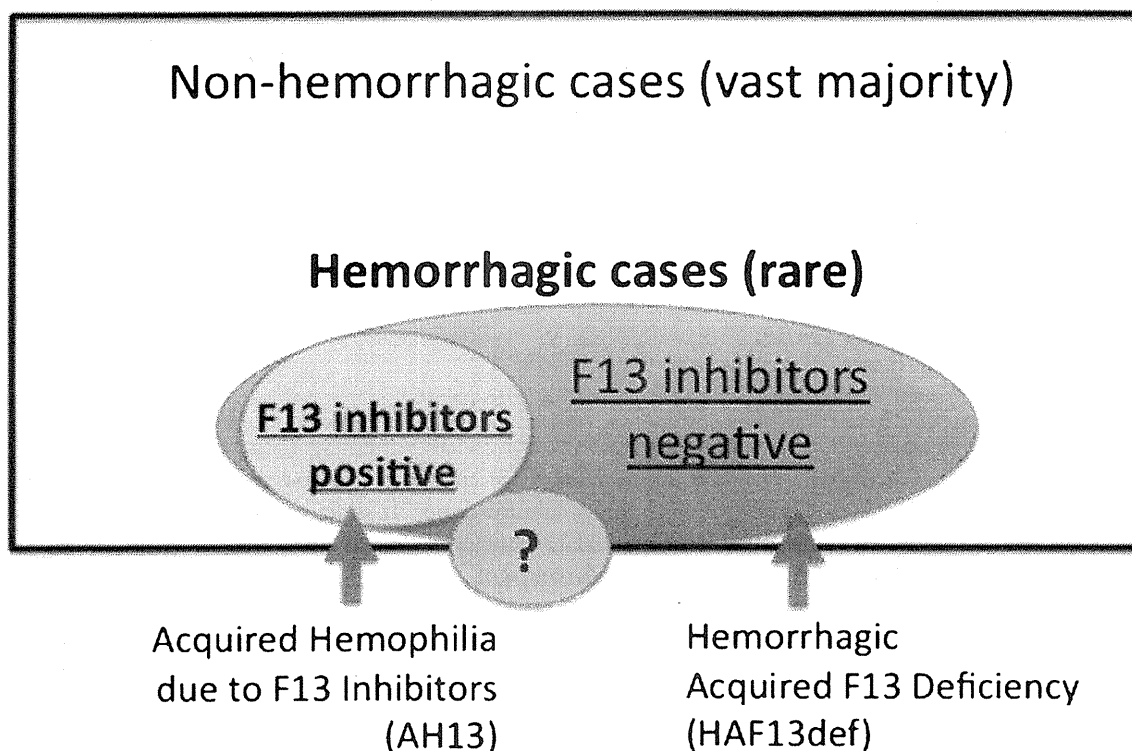 Non-hemorrhagic cases (vast majority)
Hemorrhagic cases (rare)
F13 inhibitors
positive
F13 inhibitors
negative
?
Acquired Hemophilia
due to F13 Inhibitors
(AH13)
Hemorrhagic
Acquired F13 Deficiency
(HAF13def)